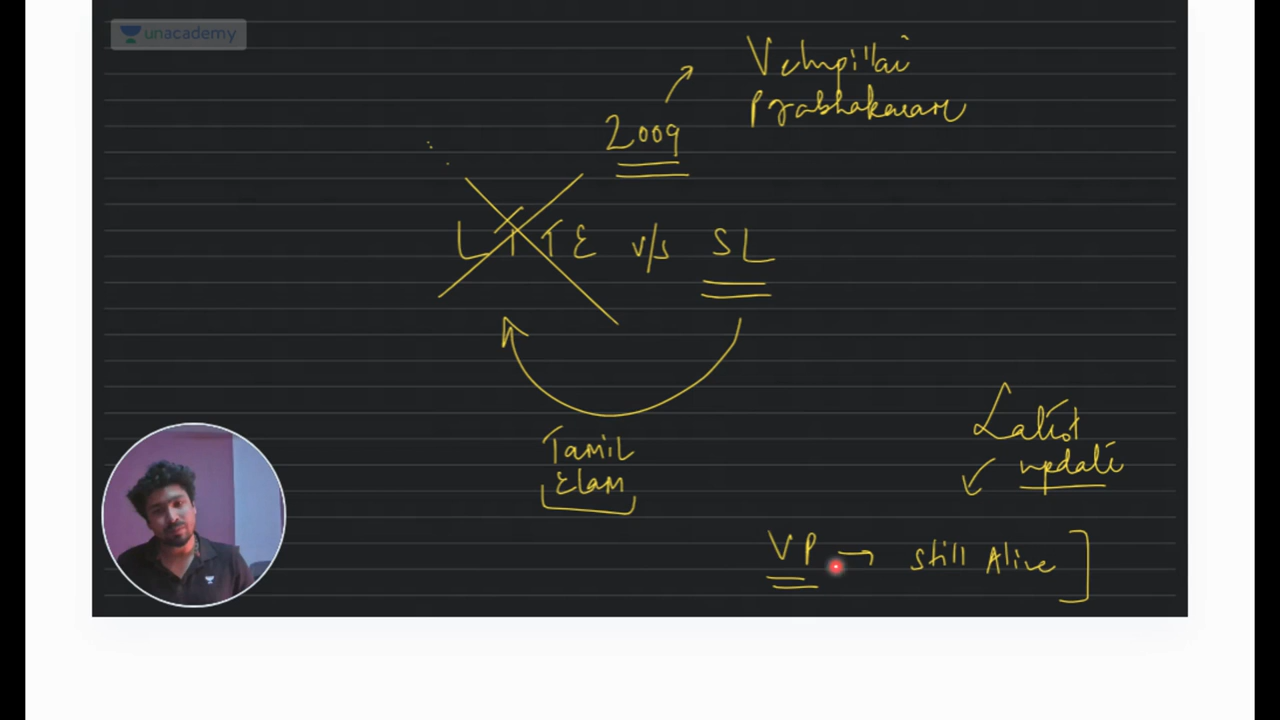 unacademy
Velupillai
Prabhakaran
2009
LTTE v/s SL
Tamil
Elam
Latest
update
VP → Still Alive